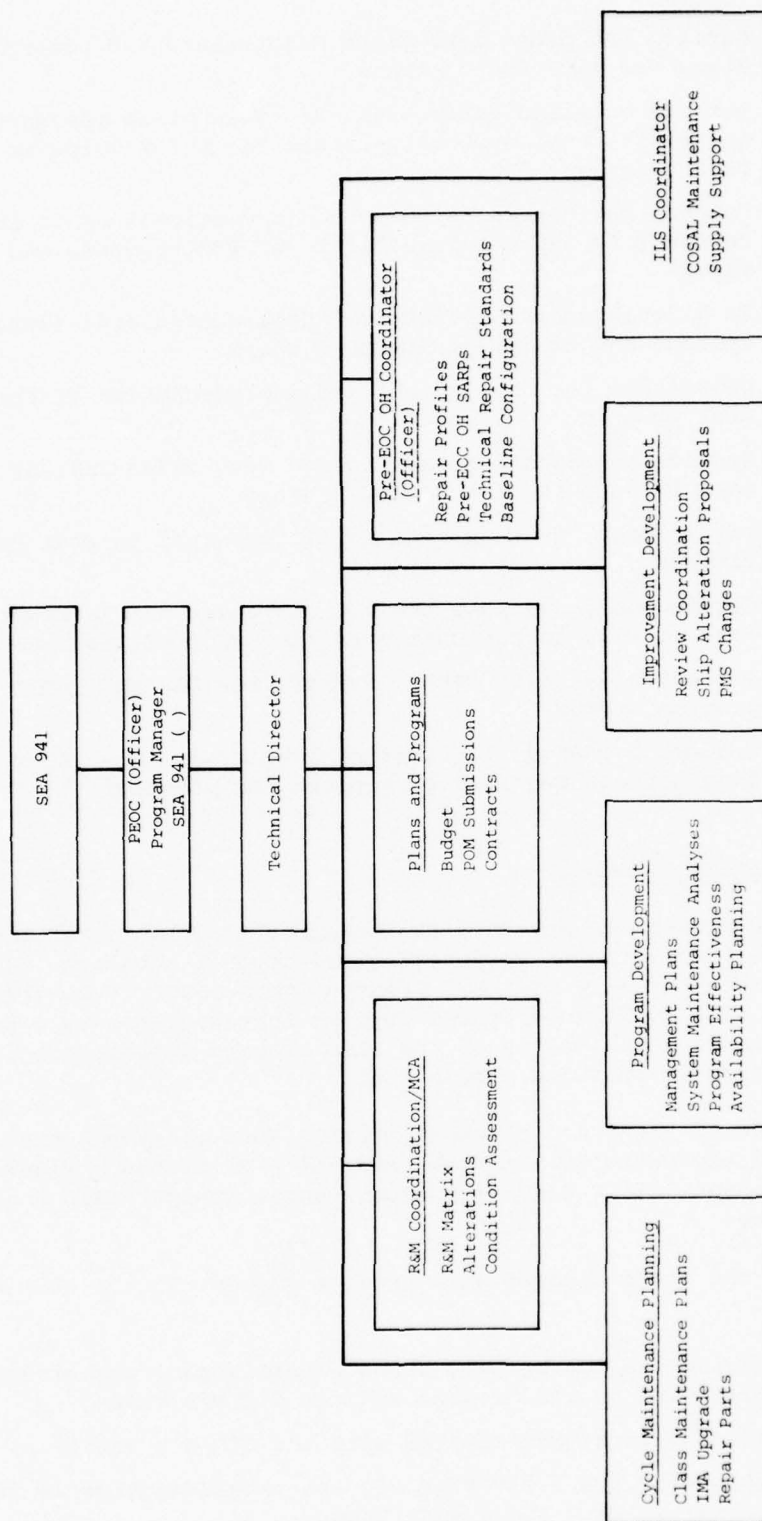 SEA 941
PEOC (Officer)
Program Manager
SEA 941 ( )
Technical Director
R&M Coordination/MCA
R&M Matrix
Alterations
Condition Assessment
Plans and Programs
Budget
POM Submissions
Contracts
Pre-EOC OH Coordinator
(Officer)
Repair Profiles
Pre-EOC OH SARPs
Technical Repair Standards
Baseline Configuration
Cycle Maintenance Planning
Class Maintenance Plans
IMA Upgrade
Repair Parts
Program Development
Management Plans
System Maintenance Analyses
Program Effectiveness
Availability Planning
Improvement Development
Review Coordination
Ship Alteration Proposals
PMS Changes
ILS Coordinator
COSAL Maintenance
Supply Support